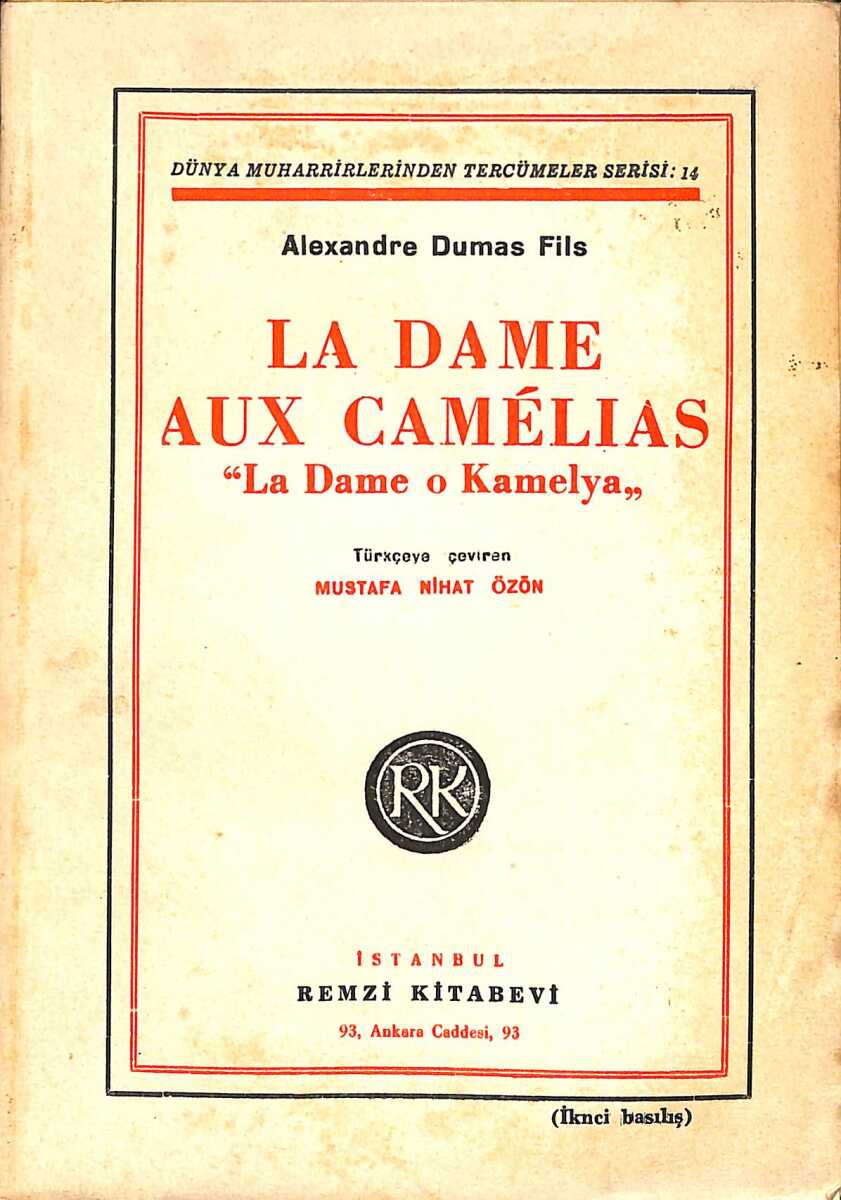 DÜNYA MUHARRİRLERİNDEN TERCÜMELER SERİSİ: 14
Alexandre Dumas Fils
LA DAME
AUX CAMÉLIAS
“La Dame o Kamelya„
Türkçeye çeviren
MUSTAFA NİHAT ÖZÖN
RK
İSTANBUL
REMZİ KİTABEVİ
93, Ankara Caddesi, 93
(İknci basılış)